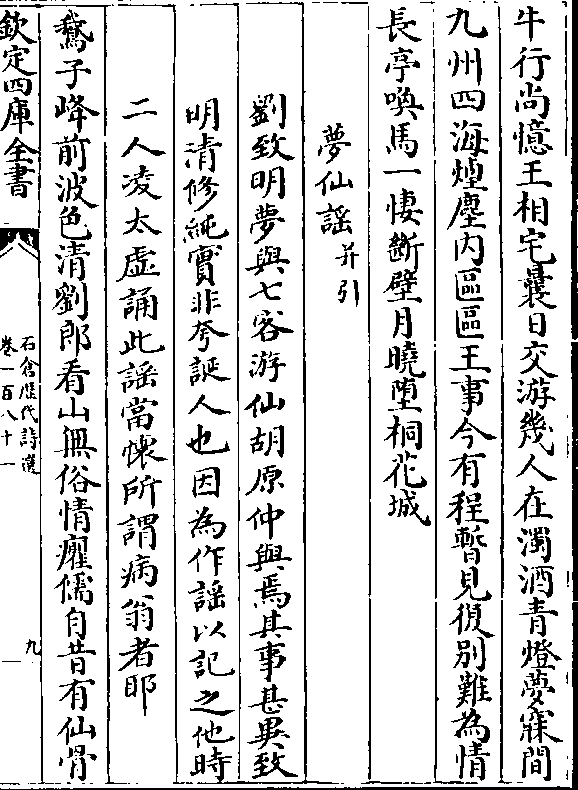 牛行尚憶王相宅曩日交游幾人在濁酒青燈夢寐間
九州四海煙塵内區區王事今有程暫見復別難為情
長亭喚馬一悽斷壁月曉墮桐花城
夢仙謡并引
劉致明夢與七客游仙胡原仲與焉其事甚異致
明清修純實非夸誕人也因為作謡以記之他時
二人凌太虚誦此謡當懐所謂病翁者耶
鵞子峰前波色清劉郎看山無俗情癯儒自昔有仙骨
欽定四庫全書
石倉歴代詩選
卷一百八十一
九